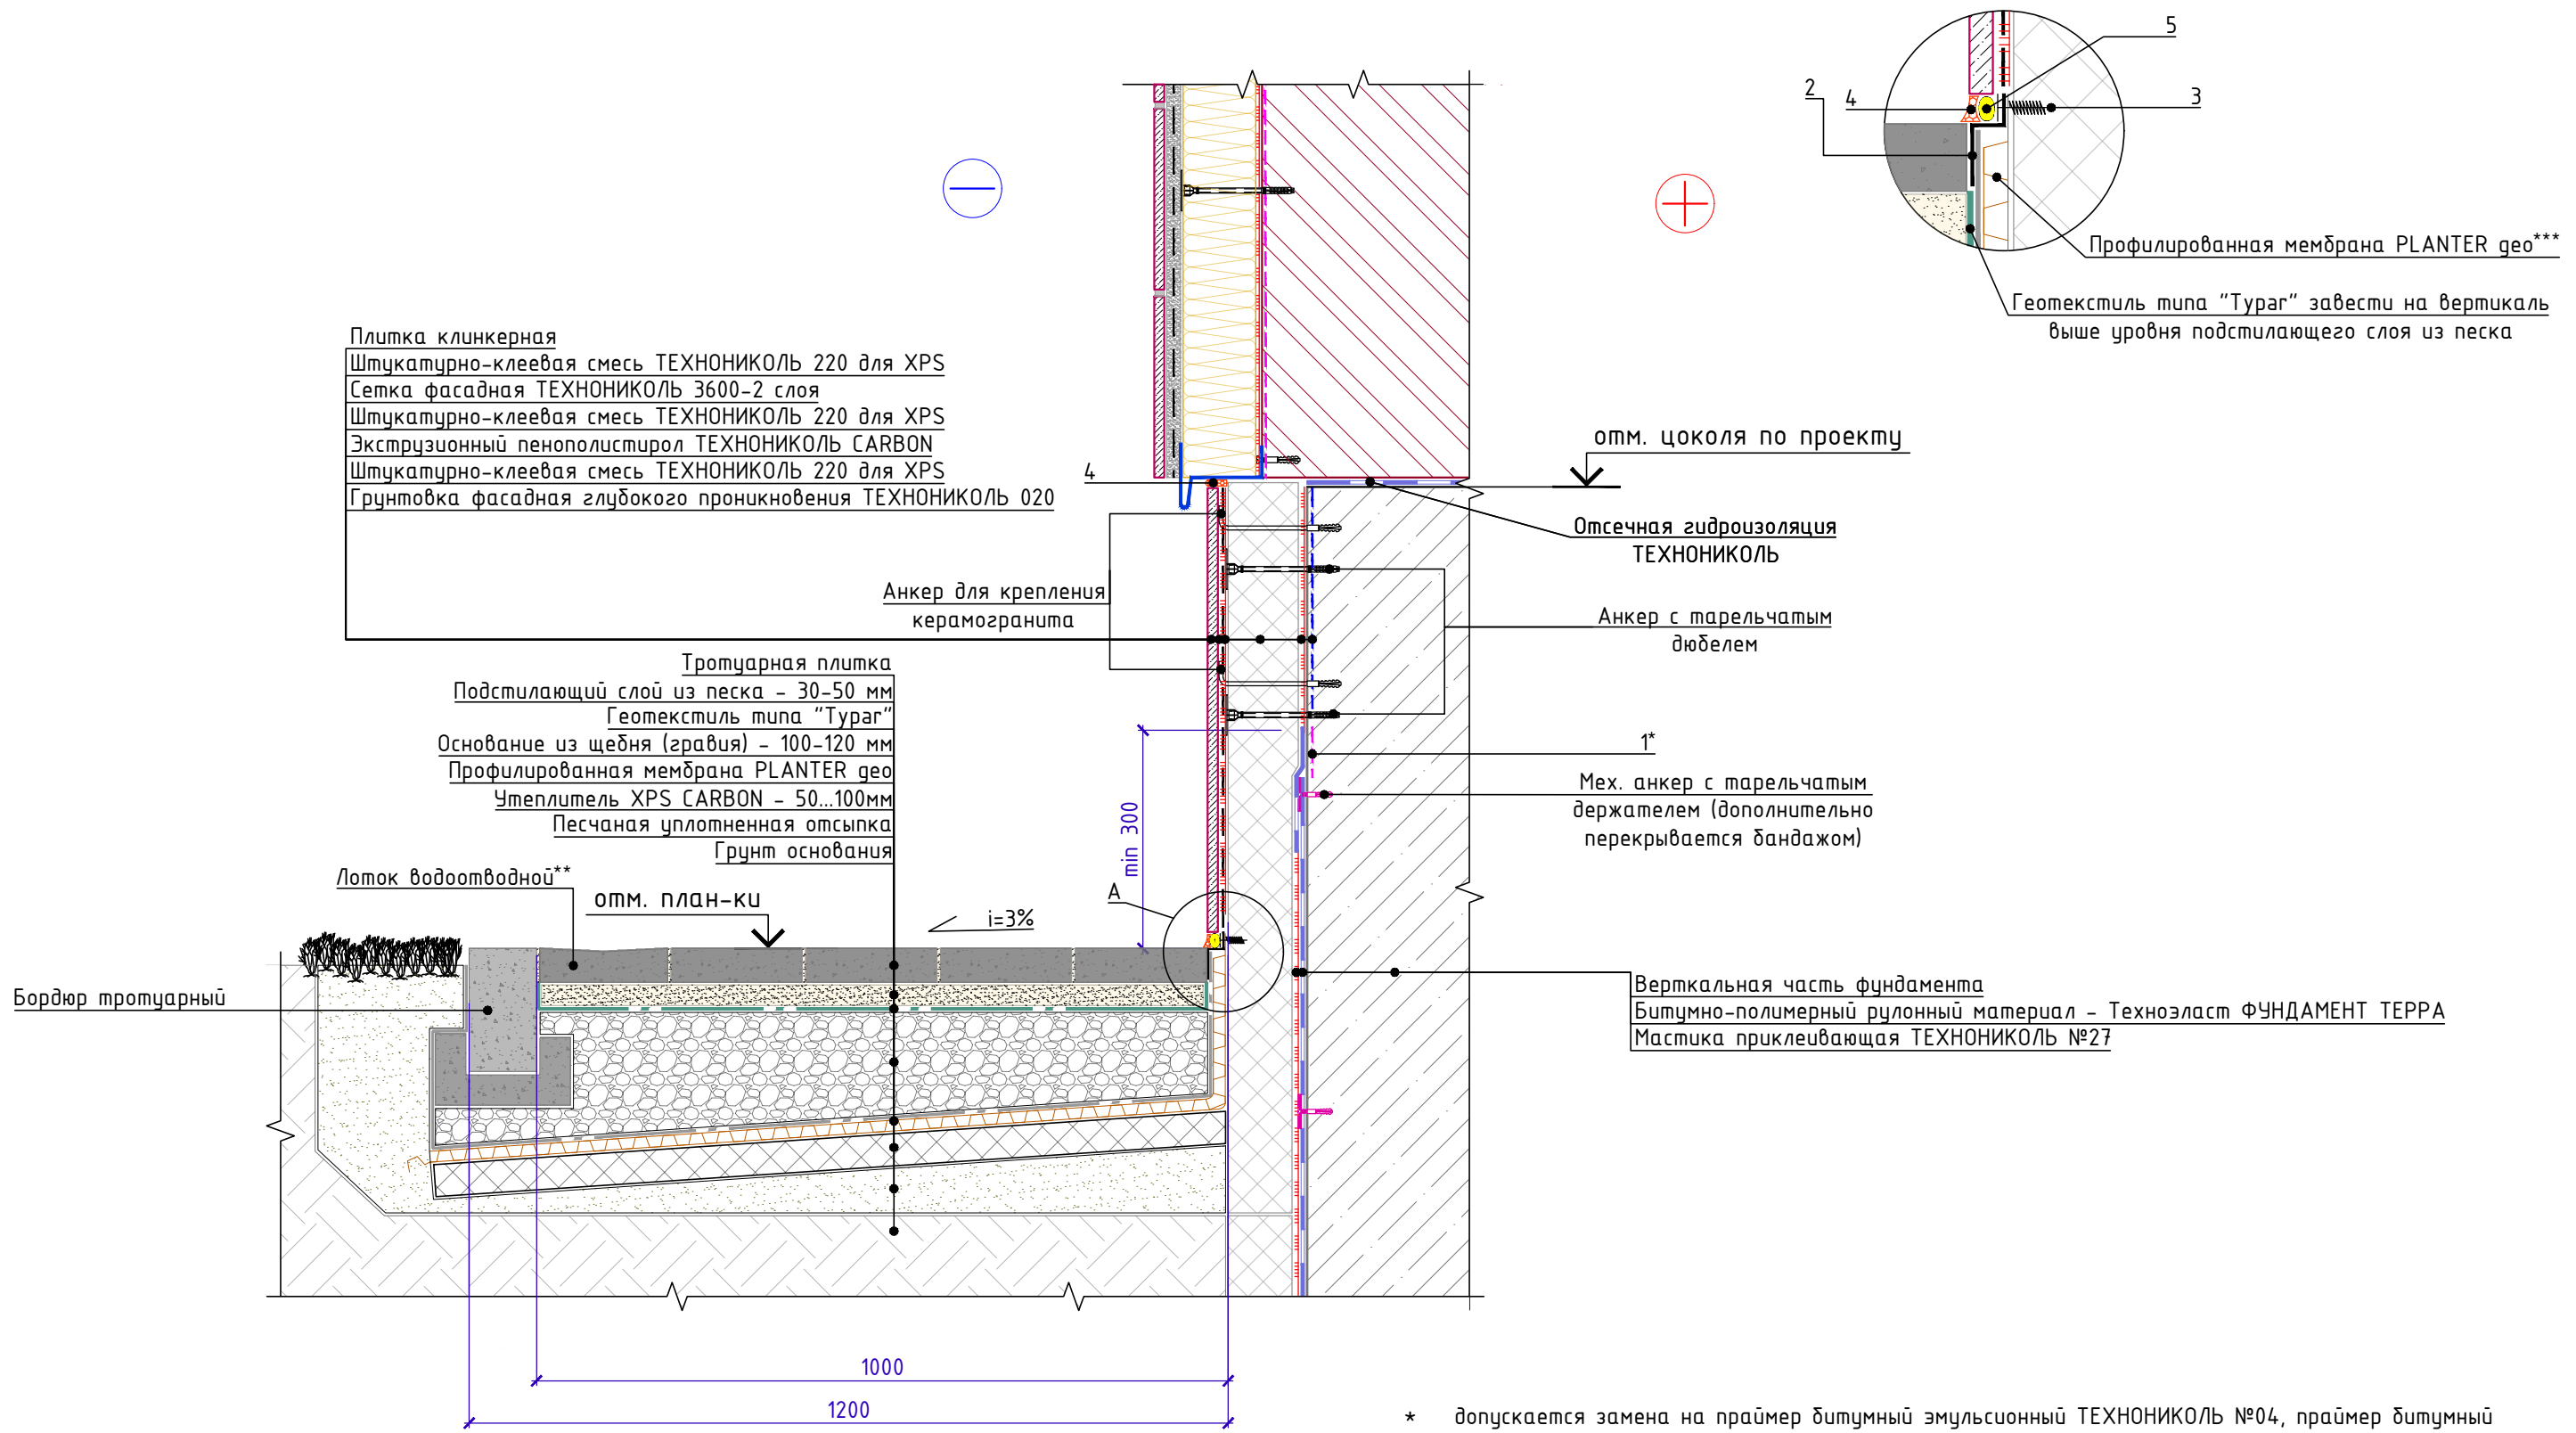 5
2
4
3
Профилированная мембрана PLANTER geo***
Геотекстиль типа "Typar" завести на вертикаль
выше уровня подстилающего слоя из песка
Плитка клинкерная
Штукатурно-клеевая смесь ТЕХНОНИКОЛЬ 220 для XPS
Сетка фасадная ТЕХНОНИКОЛЬ 3600-2 слоя
Штукатурно-клеевая смесь ТЕХНОНИКОЛЬ 220 для XPS
Экструзионный пенополистирол ТЕХНОНИКОЛЬ CARBON
Штукатурно-клеевая смесь ТЕХНОНИКОЛЬ 220 для XPS
Грунтовка фасадная глубокого проникновения ТЕХНОНИКОЛЬ 020
4
отм. цоколя по проекту
Отсечная гидроизоляция
ТЕХНОНИКОЛЬ
Анкер для крепления
керамогранита
Анкер с тарельчатым
дюбелем
Тротуарная плитка
Подстилающий слой из песка - 30-50 мм
Геотекстиль типа "Typar"
Основание из щебня (гравия) - 100-120 мм
Профилированная мембрана PLANTER geo
Утеплитель XPS CARBON - 50...100мм
Песчаная уплотненная отсыпка
Грунт основания
1*
Мех. анкер с тарельчатым
держателем (дополнительно
перекрывается бандажом)
min 300
Лоток водоотводной**
отм. план-ки
i=3%
А
Бордюр тротуарный
Верткальная часть фундамента
Битумно-полимерный рулонный материал - Техноэласт ФУНДАМЕНТ ТЕРРА
Мастика приклеивающая ТЕХНОНИКОЛЬ №27
1000
1200
* допускается замена на праймер битумный эмульсионный ТЕХНОНИКОЛЬ №04, праймер битумный